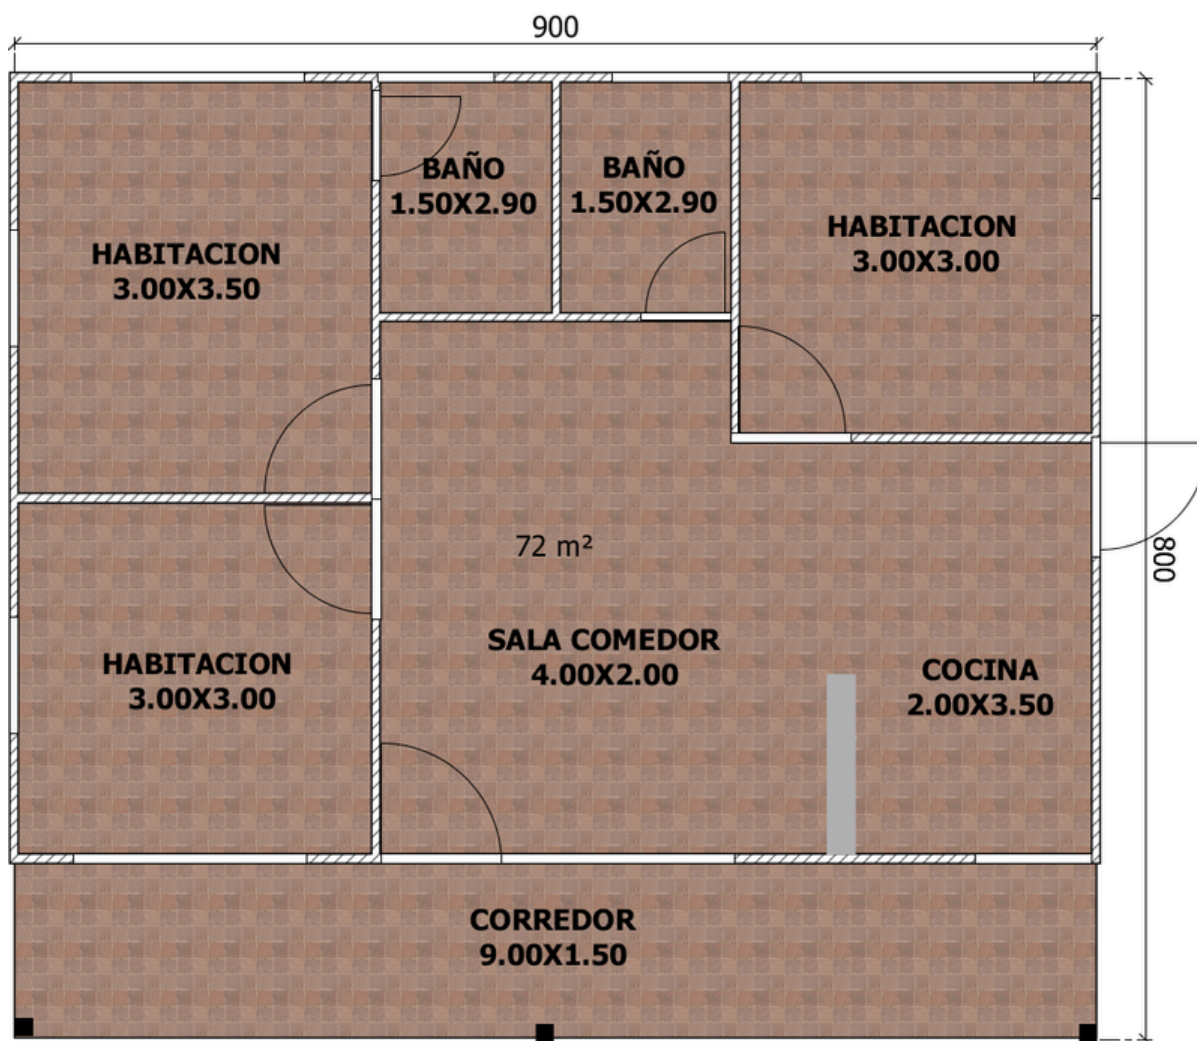 900
BAÑO
1.50X2.90
BAÑO
1.50X2.90
HABITACION
3.00X3.50
HABITACION
3.00X3.00
72 m²
800
SALA COMEDOR
4.00X2.00
HABITACION
3.00X3.00
COCINA
2.00X3.50
CORREDOR
9.00X1.50